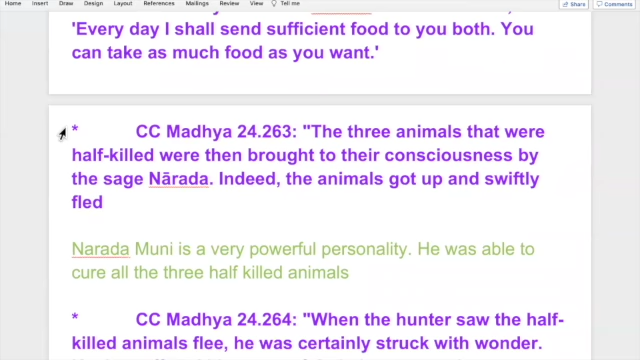 Home Insert Draw Design Layout References Mailings Review View Tell me Share Comments
'Every day I shall send sufficient food to you both. You
can take as much food as you want.'
* CC Madhya 24.263: "The three animals that were
half-killed were then brought to their consciousness by
the sage Nārada. Indeed, the animals got up and swiftly
fled
Narada Muni is a very powerful personality. He was able to
cure all the three half killed animals
* CC Madhya 24.264: "When the hunter saw the half-
killed animals flee, he was certainly struck with wonder.